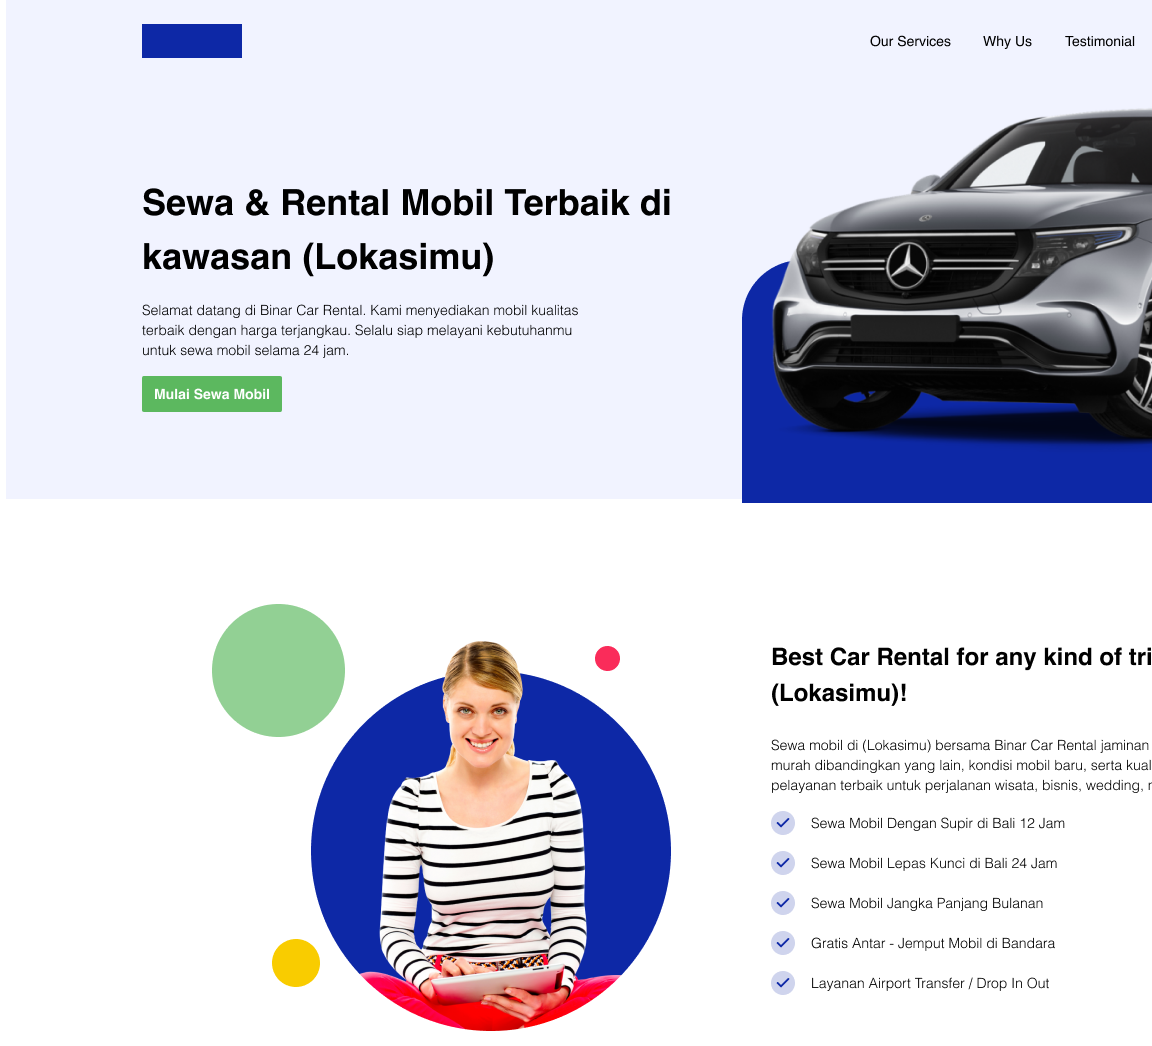 Our Services Why Us Testimonial
Sewa & Rental Mobil Terbaik di
kawasan (Lokasimu)
Selamat datang di Binar Car Rental. Kami menyediakan mobil kualitas
terbaik dengan harga terjangkau. Selalu siap melayani kebutuhanmu
untuk sewa mobil selama 24 jam.
Mulai Sewa Mobil
Best Car Rental for any kind of tri
(Lokasimu)!
Sewa mobil di (Lokasimu) bersama Binar Car Rental jaminan
murah dibandingkan yang lain, kondisi mobil baru, serta kual
pelayanan terbaik untuk perjalanan wisata, bisnis, wedding,
Sewa Mobil Dengan Supir di Bali 12 Jam
Sewa Mobil Lepas Kunci di Bali 24 Jam
Sewa Mobil Jangka Panjang Bulanan
Gratis Antar - Jemput Mobil di Bandara
Layanan Airport Transfer / Drop In Out